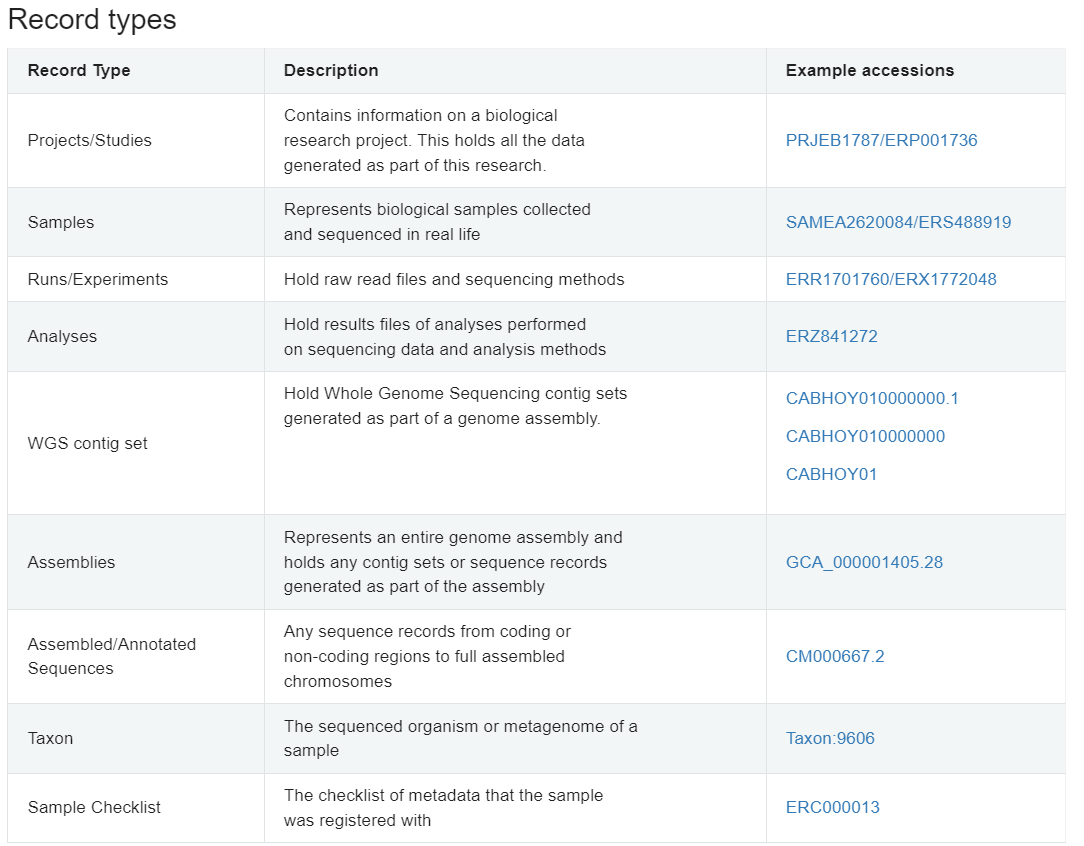 Record types
Record Type
Description
Example accessions
Projects/Studies
Contains information on a biological
research project. This holds all the data
generated as part of this research.
PRJEB1787/ERP001736
Samples
Represents biological samples collected
and sequenced in real life
SAMEA2620084/ERS488919
Runs/Experiments
Hold raw read files and sequencing methods
ERR1701760/ERX1772048
Analyses
Hold results files of analyses performed
on sequencing data and analysis methods
ERZ841272
WGS contig set
Hold Whole Genome Sequencing contig sets
generated as part of a genome assembly.
CABHOY010000000.1
CABHOY010000000
CABHOY01
Assemblies
Represents an entire genome assembly and
holds any contig sets or sequence records
generated as part of the assembly
GCA_000001405.28
Assembled/Annotated
Sequences
Any sequence records from coding or
non-coding regions to full assembled
chromosomes
CM000667.2
Taxon
The sequenced organism or metagenome of a
sample
Taxon:9606
Sample Checklist
The checklist of metadata that the sample
was registered with
ERC000013